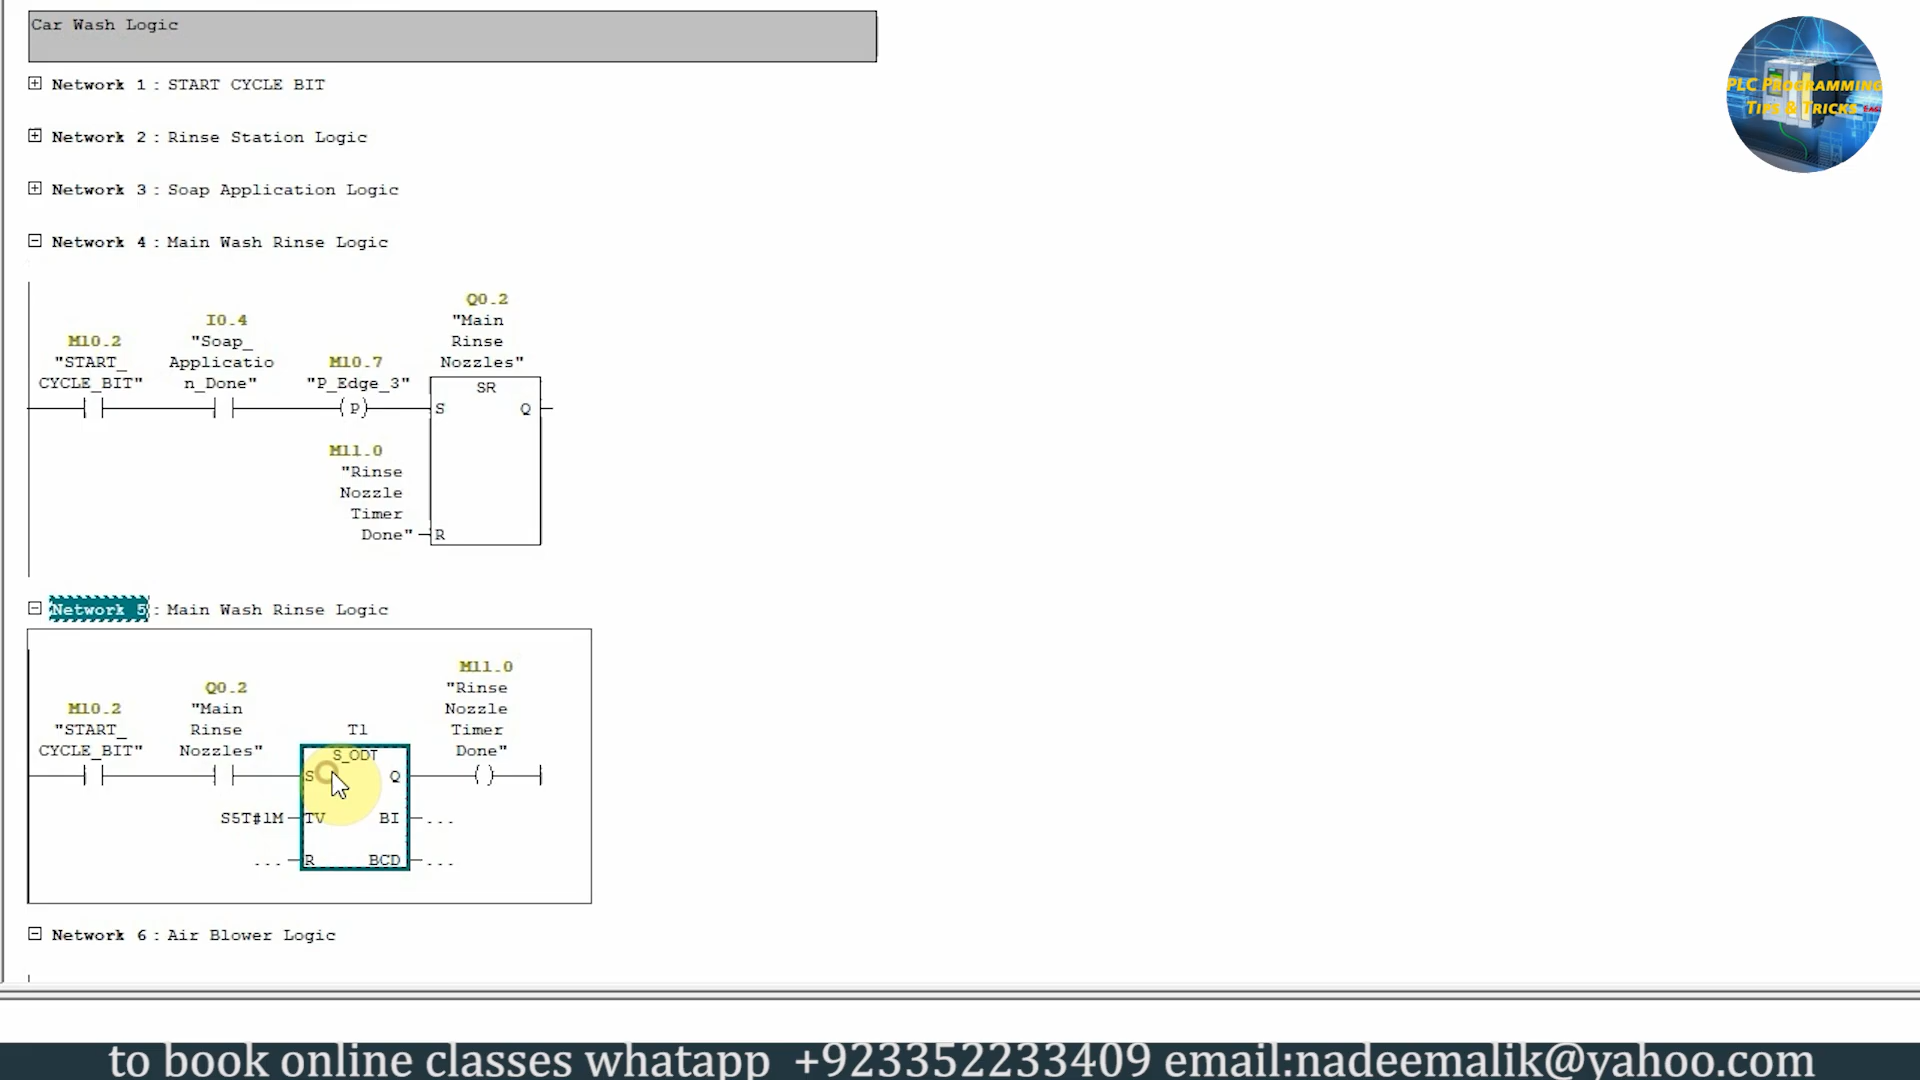 Car Wash Logic
Network 1 : START CYCLE BIT
Network 2 : Rinse Station Logic
Network 3 : Soap Application Logic
Network 4 : Main Wash Rinse Logic
M10.2
"START_
CYCLE_BIT"
I0.4
"Soap_
Applicatio
n_Done"
M10.7
"P_Edge_3"
P
Q0.2
"Main
Rinse
Nozzles"
SR
S Q
M11.0
"Rinse
Nozzle
Timer
Done"
R
Network 5 : Main Wash Rinse Logic
M10.2
"START_
CYCLE_BIT"
Q0.2
"Main
Rinse
Nozzles"
T1
S_ODT
S Q
S5T#1M TV BI ...
... R BCD ...
M11.0
"Rinse
Nozzle
Timer
Done"
Network 6 : Air Blower Logic
PLC PROGRAMMING
TIPS & TRICKS
to book online classes whatapp +923352233409 email:nadeemalik@yahoo.com